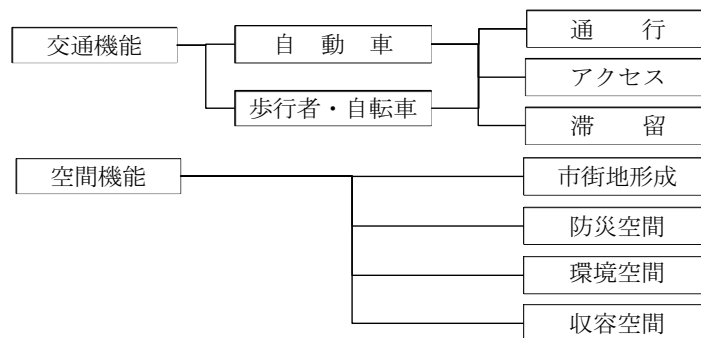 交通機能
自　動　車
歩行者・自転車
通　　行
アクセス
滞　　留
空間機能
市街地形成
防災空間
環境空間
収容空間